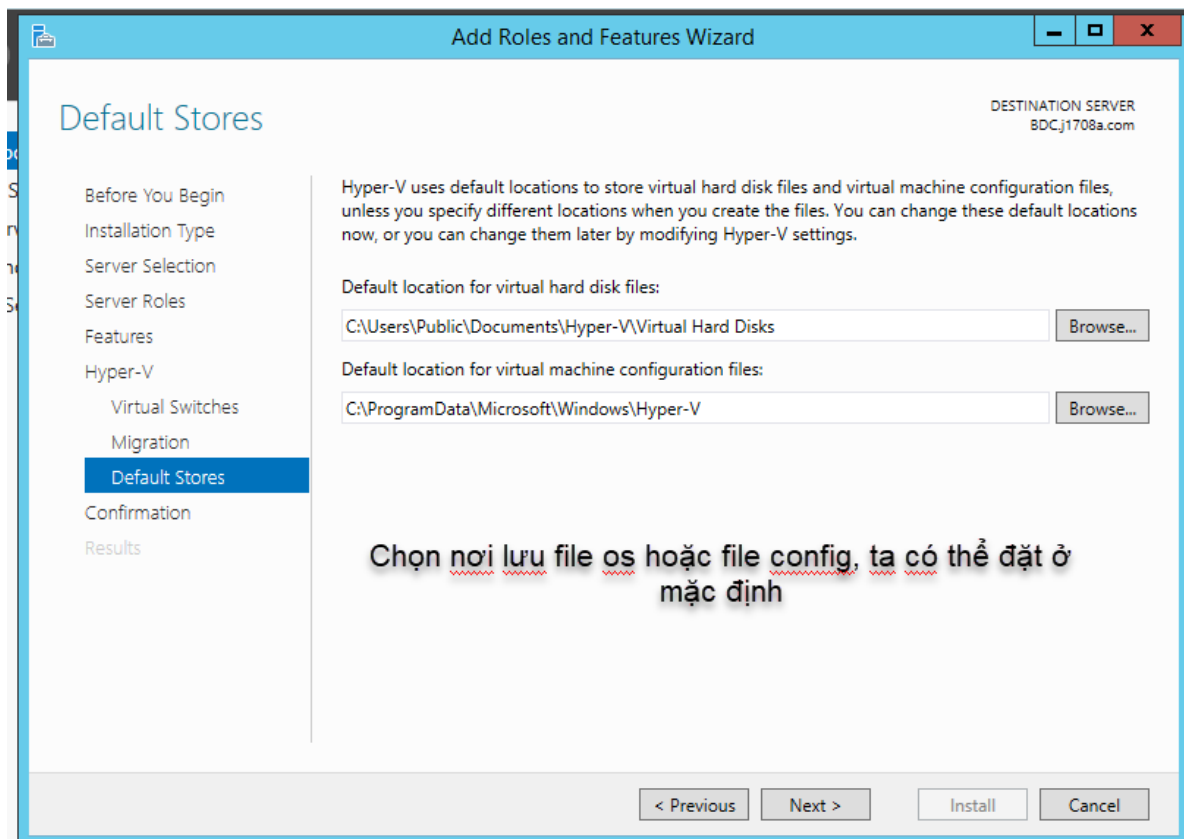 Add Roles and Features Wizard
Default Stores
DESTINATION SERVER
BDC.j1708a.com
Before You Begin
Installation Type
Server Selection
Server Roles
Features
Hyper-V
Virtual Switches
Migration
Default Stores
Confirmation
Results
Hyper-V uses default locations to store virtual hard disk files and virtual machine configuration files,
unless you specify different locations when you create the files. You can change these default locations
now, or you can change them later by modifying Hyper-V settings.
Default location for virtual hard disk files:
C:\Users\Public\Documents\Hyper-V\Virtual Hard Disks Browse...
Default location for virtual machine configuration files:
C:\ProgramData\Microsoft\Windows\Hyper-V Browse...
Chọn nơi lưu file os hoặc file config, ta có thể đặt ở
mặc định
< Previous Next > Install Cancel